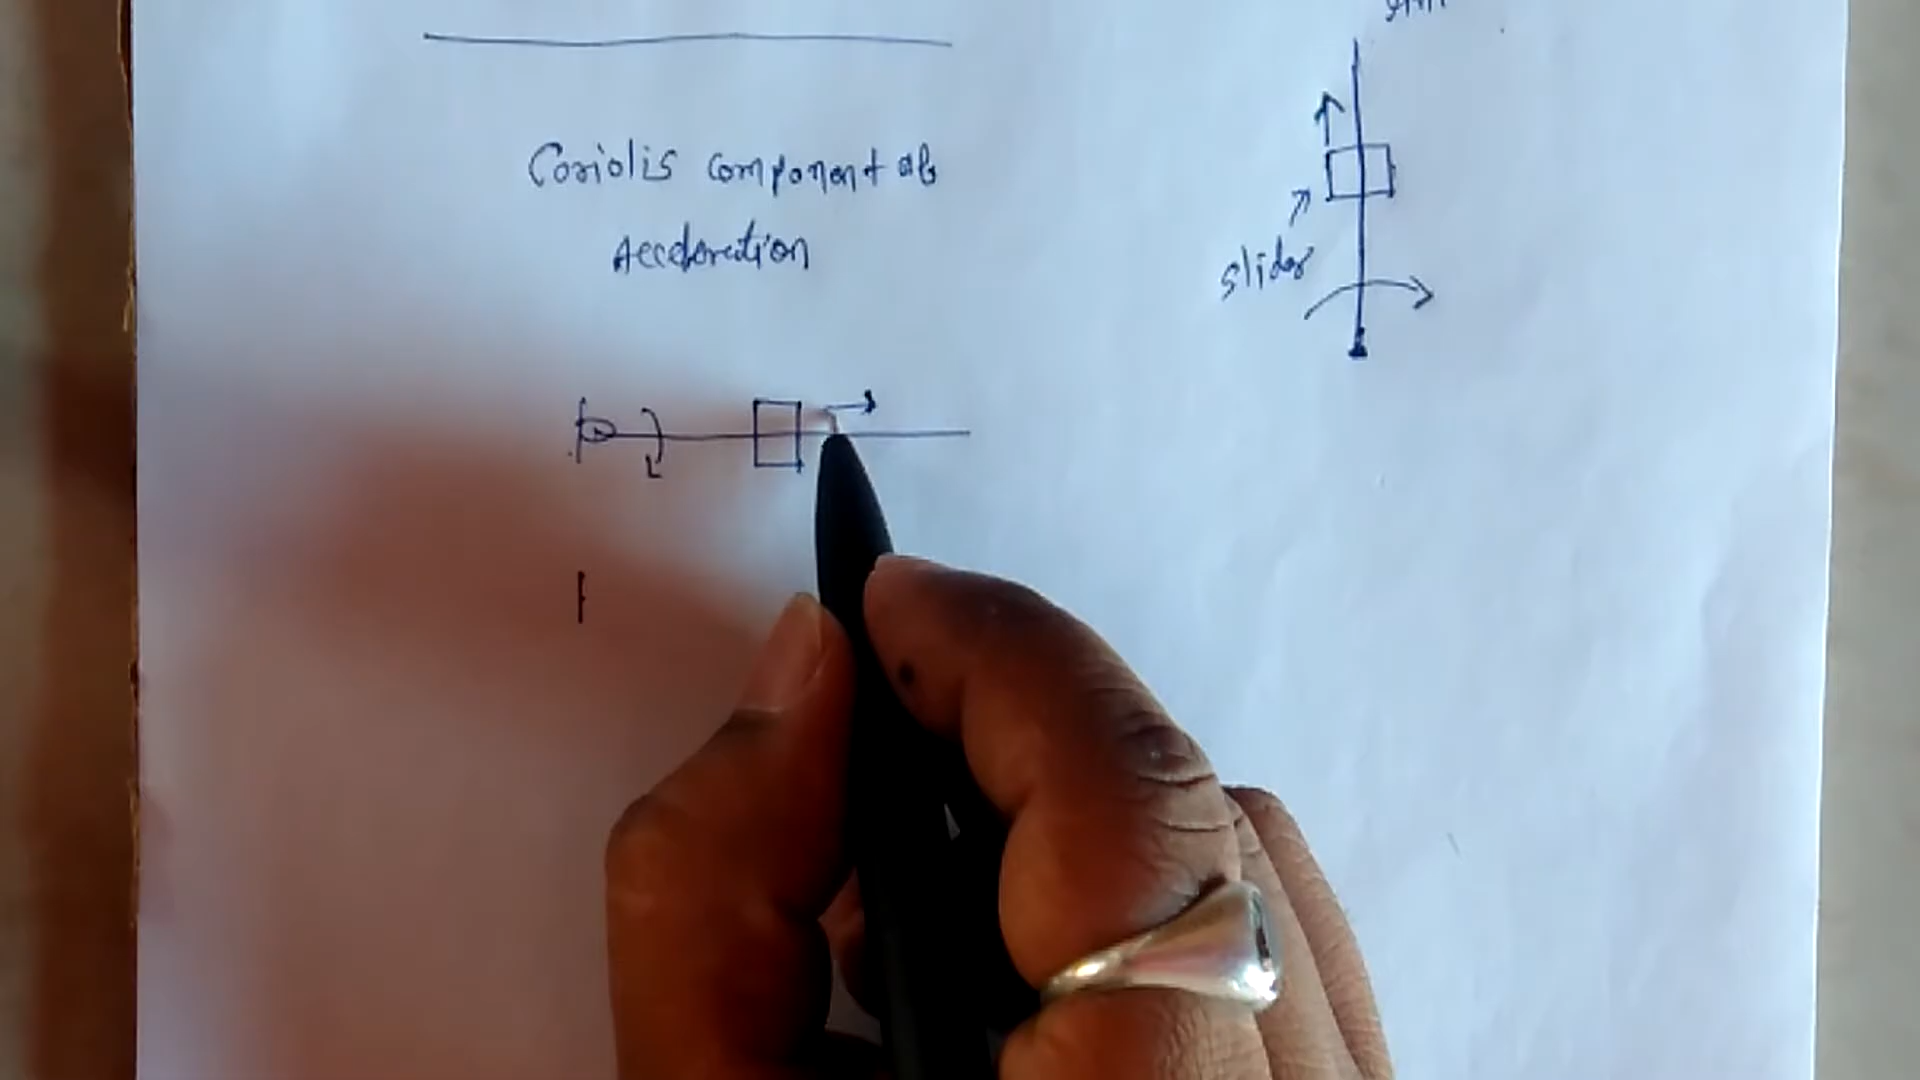 Coriolis component of
Acceleration
slider